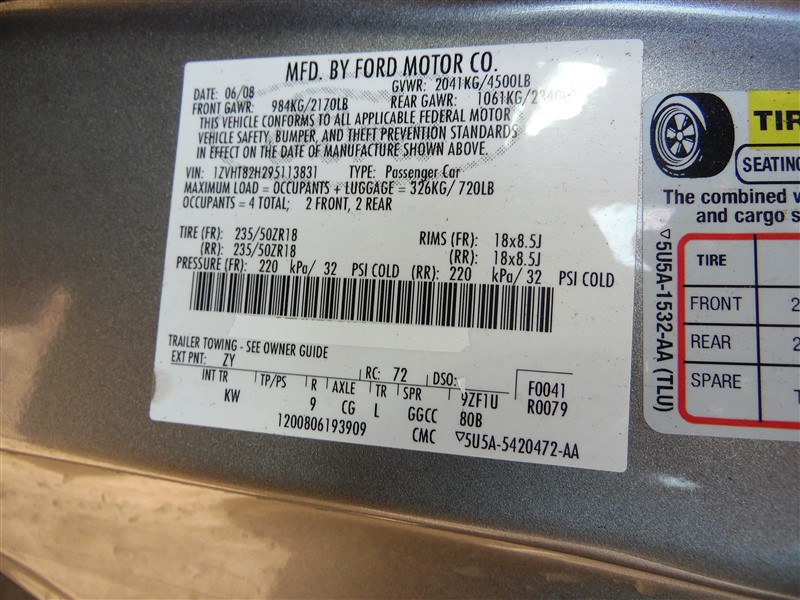 MFD. BY FORD MOTOR CO.
DATE: 06/08 GVWR: 2041KG/4500LB
FRONT GAWR: 984KG/2170LB REAR GAWR: 1061KG/2340LB
THIS VEHICLE CONFORMS TO ALL APPLICABLE FEDERAL MOTOR
VEHICLE SAFETY, BUMPER, AND THEFT PREVENTION STANDARDS
IN EFFECT ON THE DATE OF MANUFACTURE SHOWN ABOVE.
VIN: 1ZVHT82H295113831 TYPE: Passenger Car
MAXIMUM LOAD = OCCUPANTS + LUGGAGE = 326KG/ 720LB
OCCUPANTS = 4 TOTAL; 2 FRONT, 2 REAR
TIRE (FR): 235/50ZR18 RIMS (FR): 18x8.5J
(RR): 235/50ZR18 (RR): 18x8.5J
PRESSURE (FR): 220 kPa/ 32 PSI COLD (RR): 220 kPa/ 32 PSI COLD
TRAILER TOWING - SEE OWNER GUIDE
EXT PNT: ZY RC: 72 DSO: F0041
INT TR TP/PS R AXLE TR SPR 9ZF1U R0079
KW 9 CG L GGCC 80B
1200806193909 CMC ▽5U5A-5420472-AA
TIR
SEATING
The combined
and cargo s
TIRE
FRONT 2
REAR 2
SPARE T
▽5U5A-1532-AA (TLU)